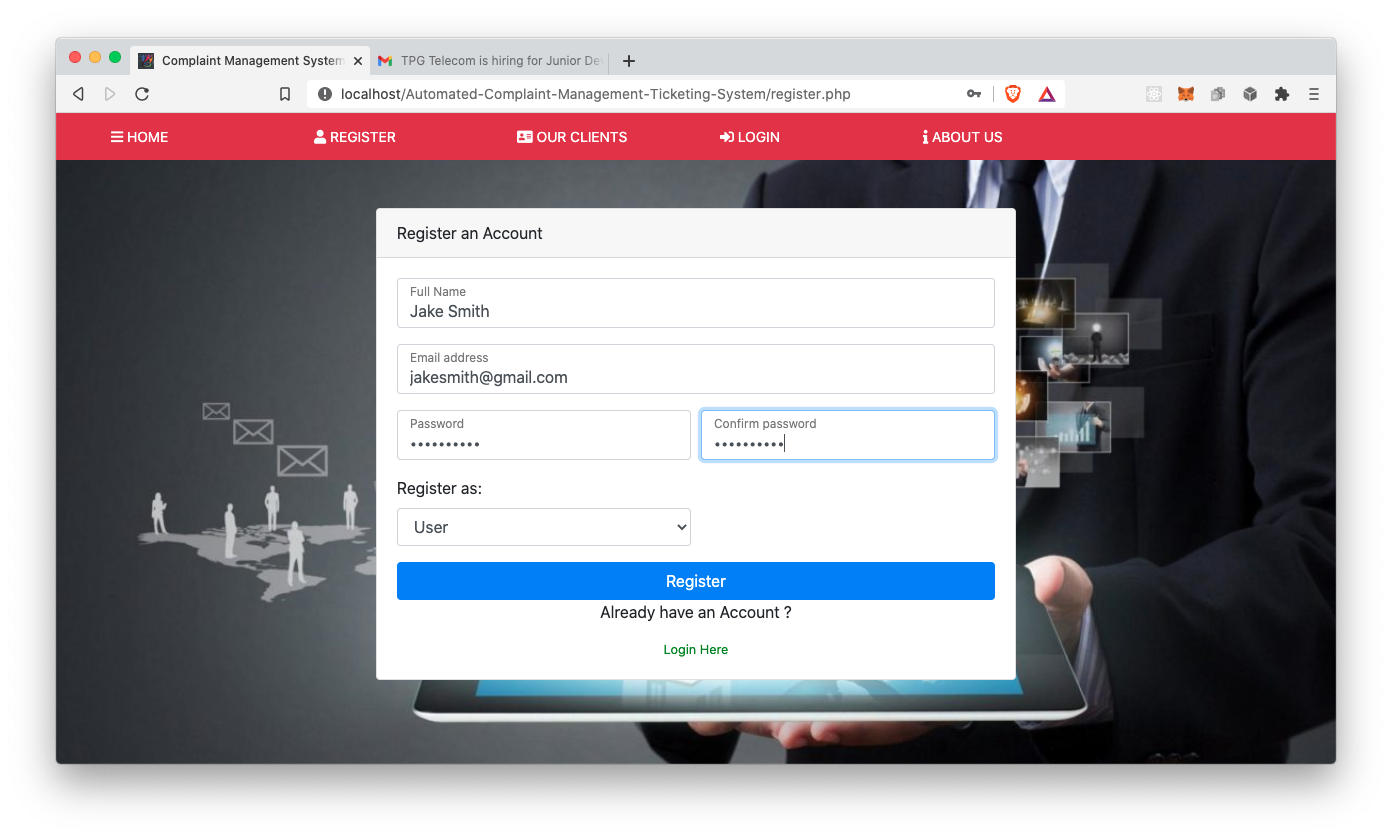 Complaint Management System
TPG Telecom is hiring for Junior De
localhost/Automated-Complaint-Management-Ticketing-System/register.php
HOME
REGISTER
OUR CLIENTS
LOGIN
ABOUT US
Register an Account
Full Name
Jake Smith
Email address
jakesmith@gmail.com
Password
••••••••••
Confirm password
••••••••••
Register as:
User
Register
Already have an Account ?
Login Here